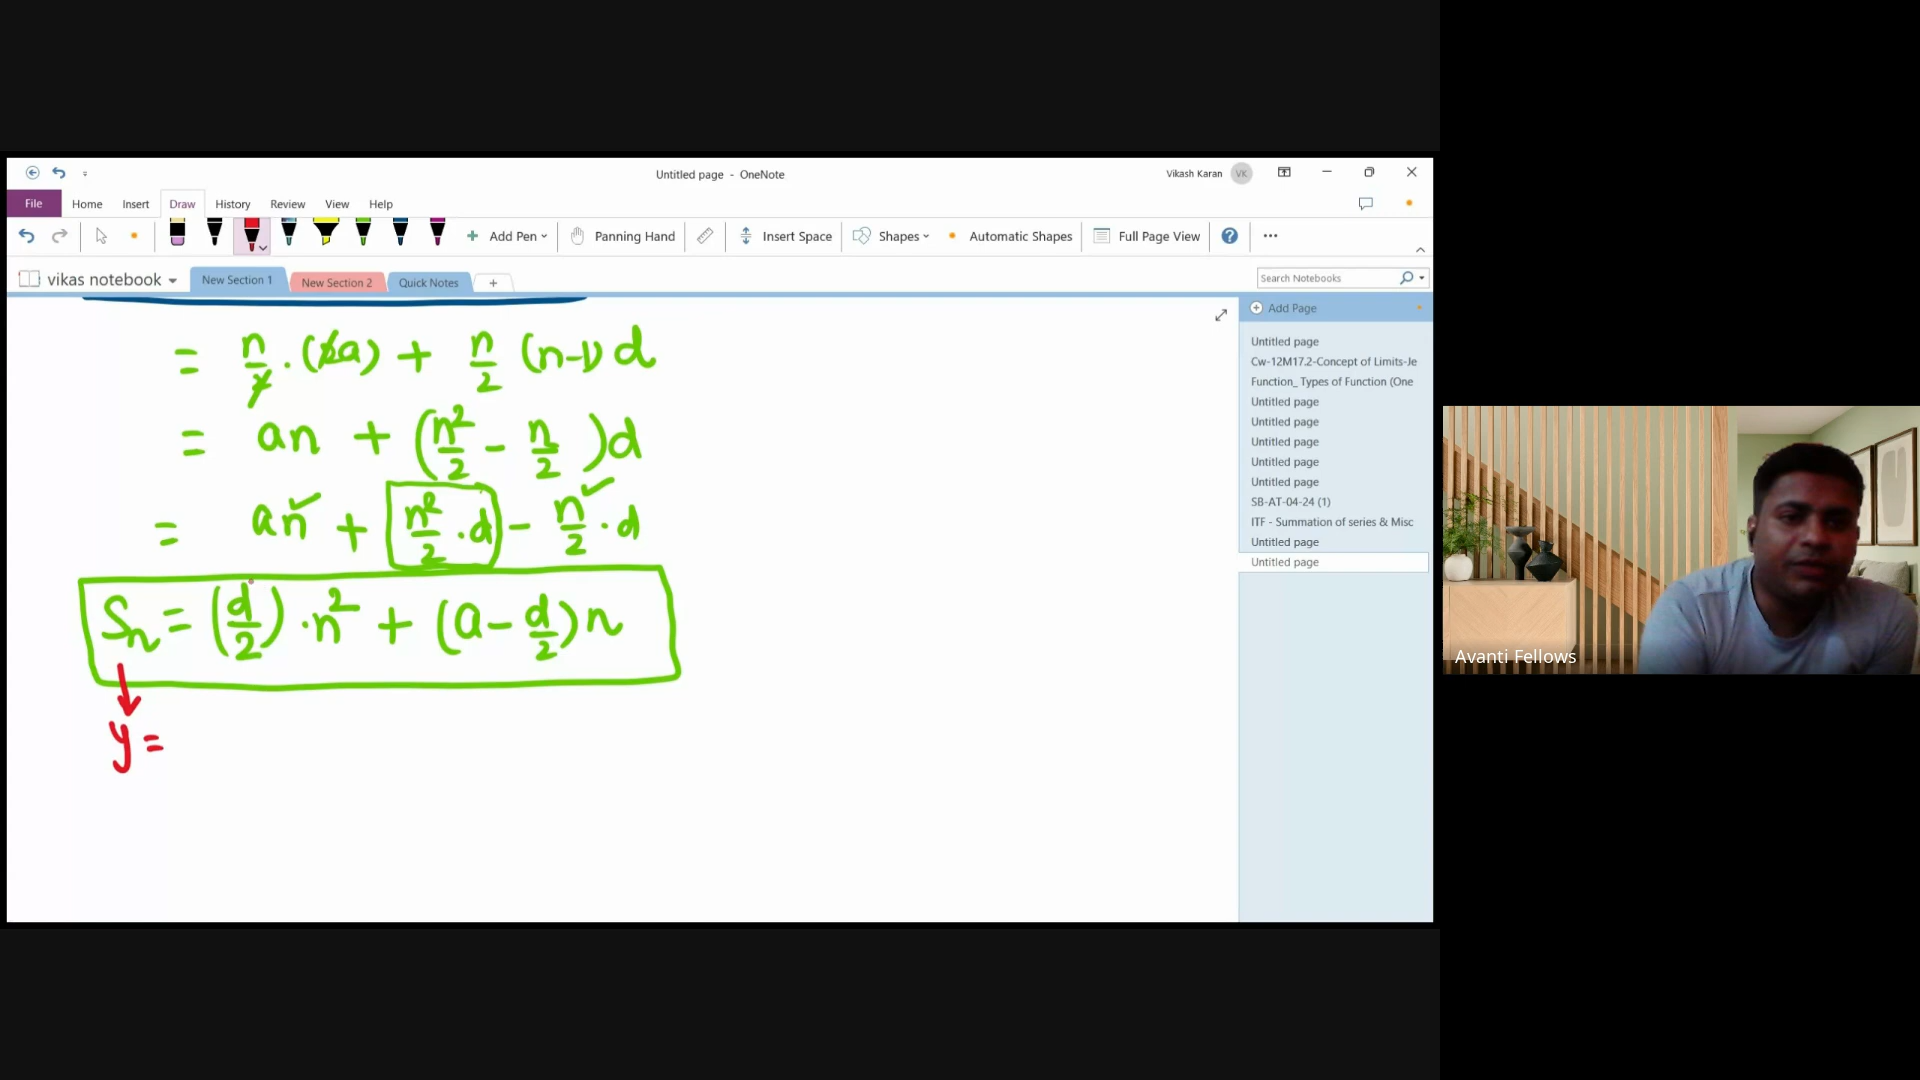 Untitled page - OneNote
Vikash Karan VK
File Home Insert Draw History Review View Help
Add Pen Panning Hand Insert Space Shapes Automatic Shapes Full Page View ? ...
vikas notebook New Section 1 New Section 2 Quick Notes +
Search Notebooks
Add Page
Untitled page
Cw-12M17.2-Concept of Limits-Je
Function_ Types of Function (One
Untitled page
Untitled page
Untitled page
Untitled page
Untitled page
SB-AT-04-24 (1)
ITF - Summation of series & Misc
Untitled page
Untitled page
= n/2 . (2a) + n/2 (n-1) d
= an + (n²/2 - n/2) d
= an + n²/2 . d - n/2 . d
Sn = (d/2) . n² + (a - d/2) n
y =
Avanti Fellows